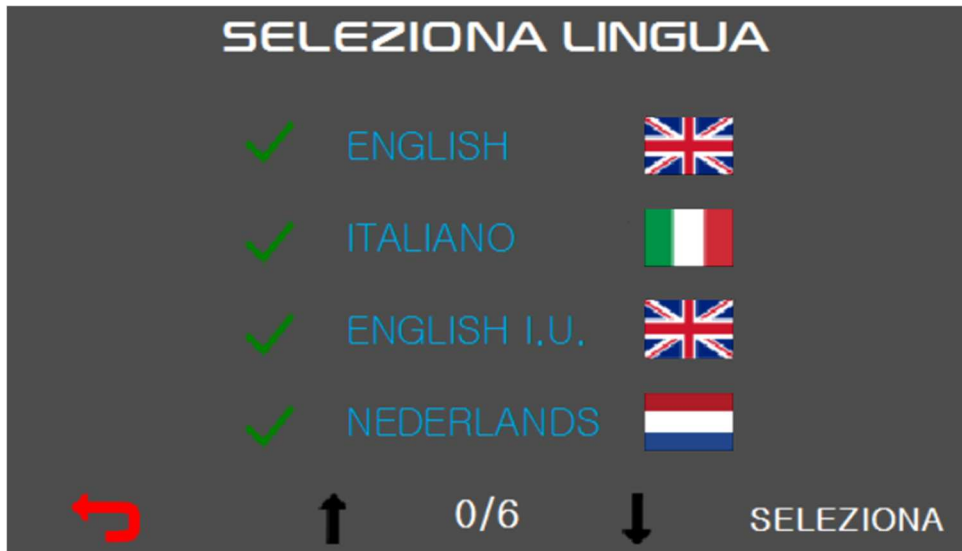 SELEZIONA LINGUA
ENGLISH
ITALIANO
ENGLISH I.U.
NEDERLANDS
0/6
SELEZIONA